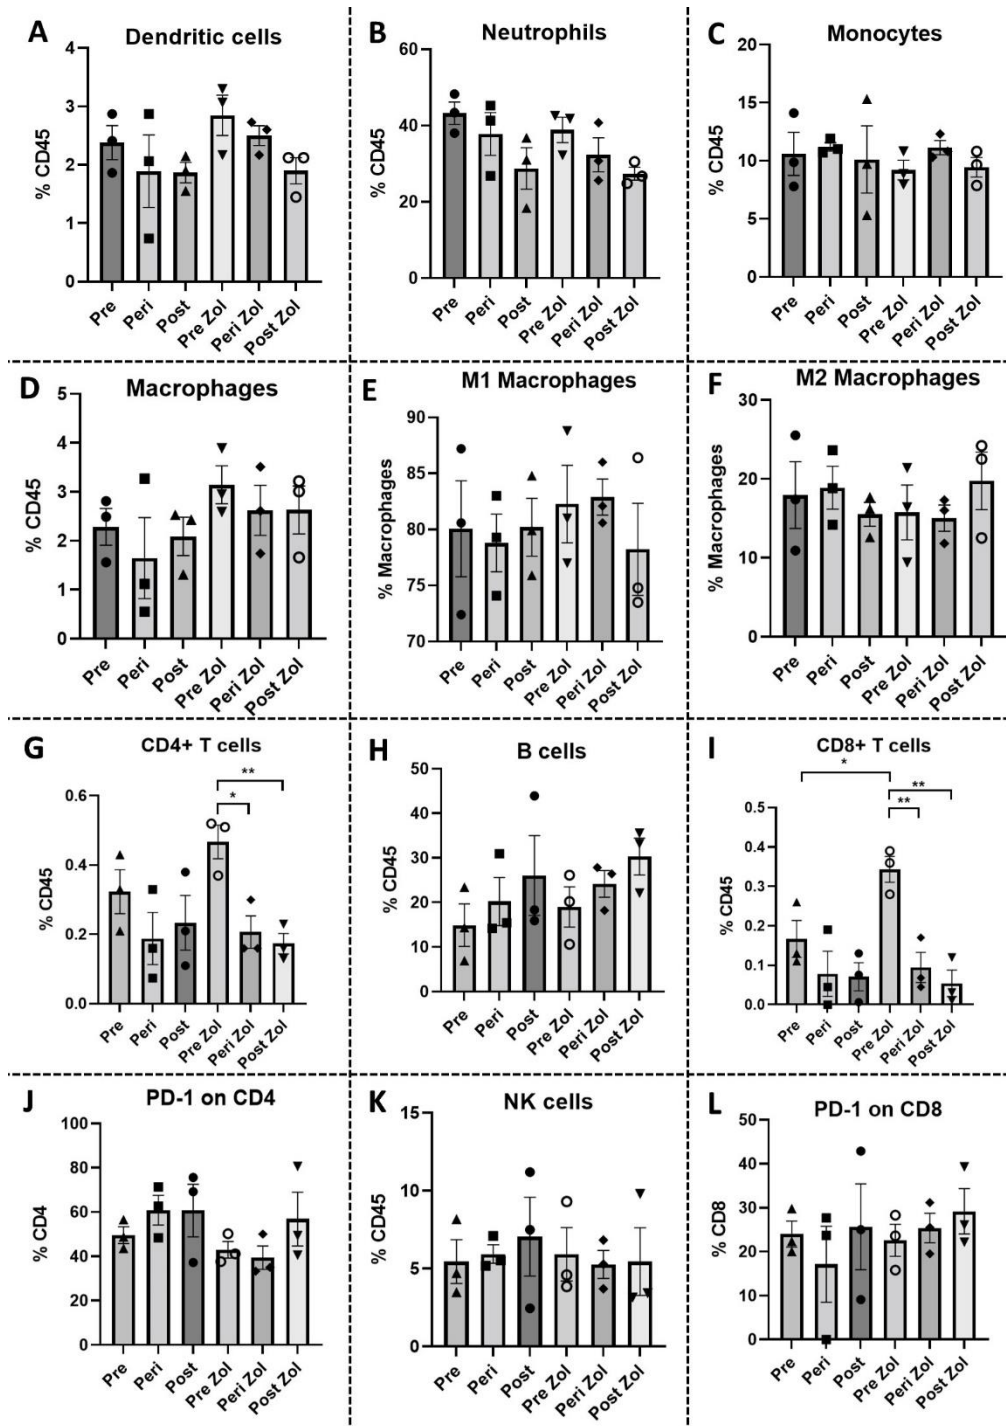 A
Dendritic cells
% CD45
4
3
2
1
0
Pre
Peri
Post
Pre Zol
Peri Zol
Post Zol
B
Neutrophils
% CD45
60
40
20
0
Pre
Peri
Post
Pre Zol
Peri Zol
Post Zol
C
Monocytes
% CD45
20
15
10
5
0
Pre
Peri
Post
Pre Zol
Peri Zol
Post Zol
D
Macrophages
% CD45
5
4
3
2
1
0
Pre
Peri
Post
Pre Zol
Peri Zol
Post Zol
E
M1 Macrophages
% Macrophages
90
85
80
75
70
Pre
Peri
Post
Pre Zol
Peri Zol
Post Zol
F
M2 Macrophages
% Macrophages
30
20
10
0
Pre
Peri
Post
Pre Zol
Peri Zol
Post Zol
G
CD4+ T cells
**
*
% CD45
0.6
0.4
0.2
0.0
Pre
Peri
Post
Pre Zol
Peri Zol
Post Zol
H
B cells
% CD45
50
40
30
20
10
0
Pre
Peri
Post
Pre Zol
Peri Zol
Post Zol
I
CD8+ T cells
*
**
**
% CD45
0.5
0.4
0.3
0.2
0.1
0.0
Pre
Peri
Post
Pre Zol
Peri Zol
Post Zol
J
PD-1 on CD4
% CD4
100
80
60
40
20
0
Pre
Peri
Post
Pre Zol
Peri Zol
Post Zol
K
NK cells
% CD45
15
10
5
0
Pre
Peri
Post
Pre Zol
Peri Zol
Post Zol
L
PD-1 on CD8
% CD8
50
40
30
20
10
0
Pre
Peri
Post
Pre Zol
Peri Zol
Post Zol